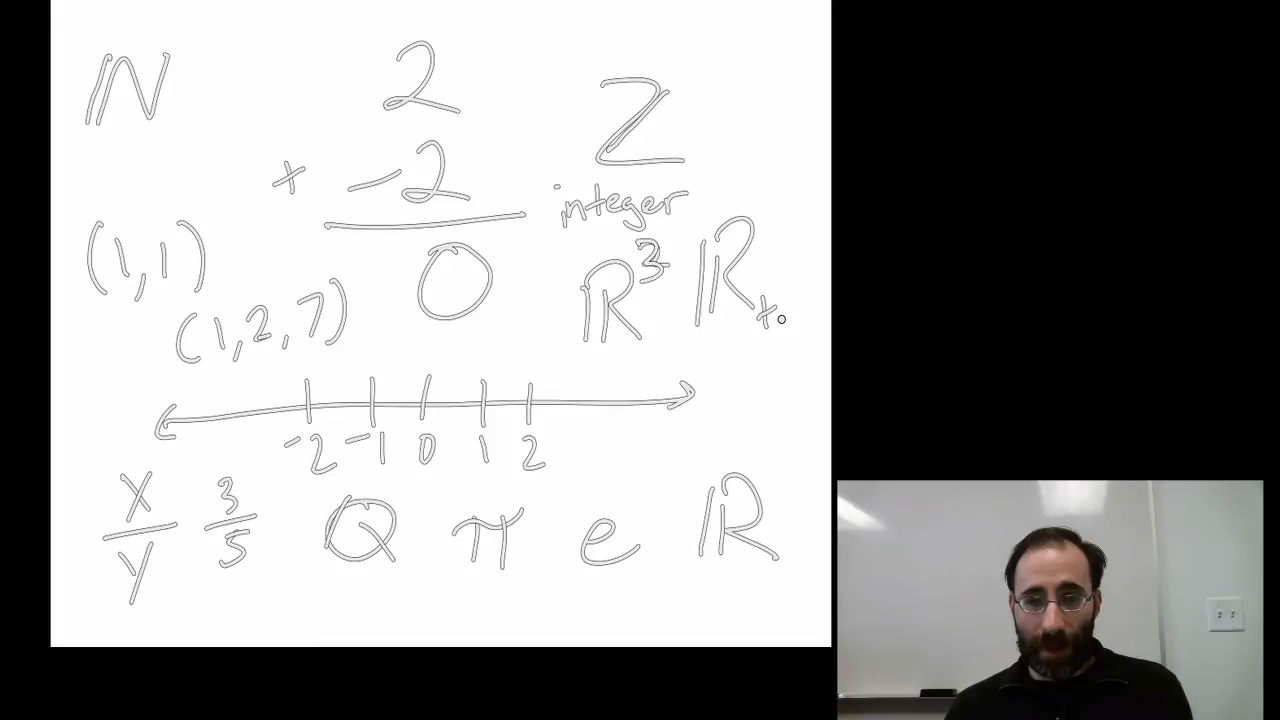 ℕ
2
+ -2
0
ℤ
integer
(1,1)
(1,2,7)
ℝ³ ℝ₊
-2 -1 0 1 2
x/y 3/5 ℚ π e ℝ